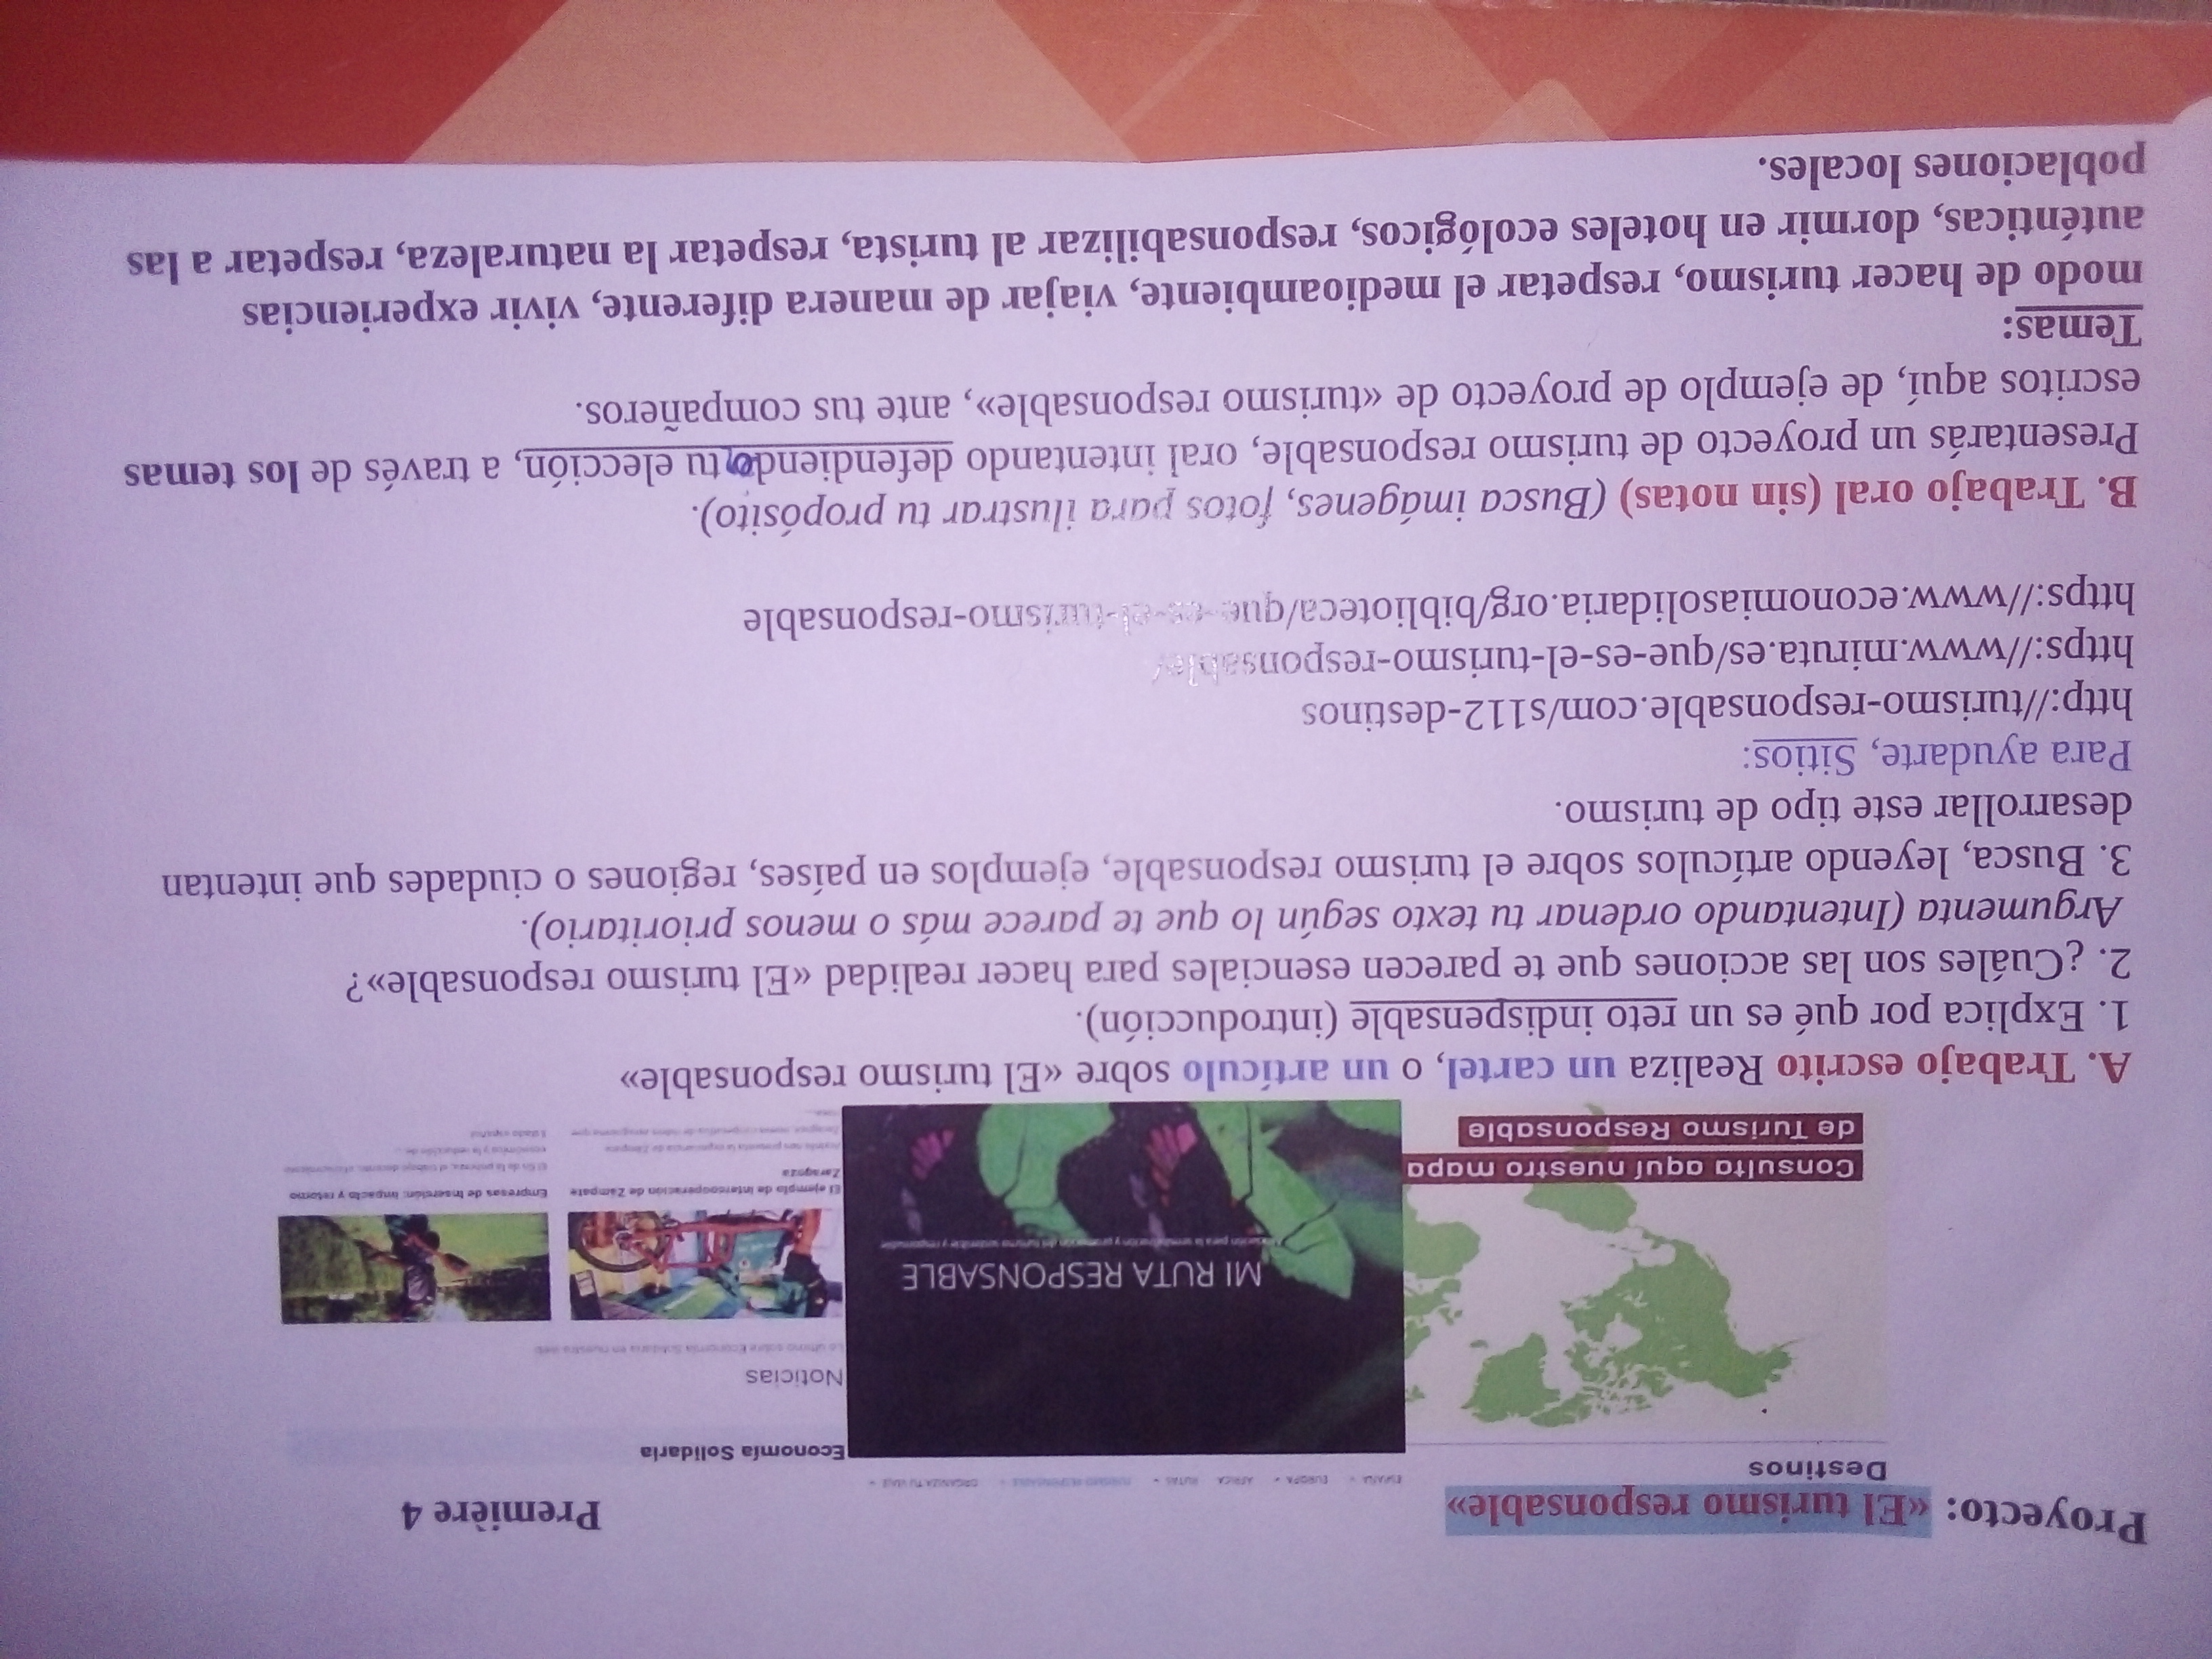 Proyecto: «El turismo responsable»
Première 4
Destinos
Consulta aquí nuestro mapa
de Turismo Responsable
ESPAÑA
EUROPA
AFRICA
RUTAS
TURISMO RESPONSABLE
ORGANIZA TU VIAJE
MI RUTA RESPONSABLE
Economía Solidaria
Noticias
Lo último sobre Economía Solidaria en nuestra web
El ejemplo de intercooperación de Zámpate
Zaragoza
Empresas de Inserción: impacto y retorno
A. Trabajo escrito Realiza un cartel, o un artículo sobre «El turismo responsable»
1. Explica por qué es un reto indispensable (introducción).
2. ¿Cuáles son las acciones que te parecen esenciales para hacer realidad «El turismo responsable»?
Argumenta (Intentando ordenar tu texto según lo que te parece más o menos prioritario).
3. Busca, leyendo artículos sobre el turismo responsable, ejemplos en países, regiones o ciudades que intentan
desarrollar este tipo de turismo.
Para ayudarte, Sitios:
http://turismo-responsable.com/s112-destinos
https://www.miruta.es/que-es-el-turismo-responsable/
https://www.economiasolidaria.org/biblioteca/que-es-el-turismo-responsable
B. Trabajo oral (sin notas) (Busca imágenes, fotos para ilustrar tu propósito).
Presentarás un proyecto de turismo responsable, oral intentando defendiendo tu elección, a través de los temas
escritos aquí, de ejemplo de proyecto de «turismo responsable», ante tus compañeros.
Temas:
modo de hacer turismo, respetar el medioambiente, viajar de manera diferente, vivir experiencias
auténticas, dormir en hoteles ecológicos, responsabilizar al turista, respetar la naturaleza, respetar a las
poblaciones locales.